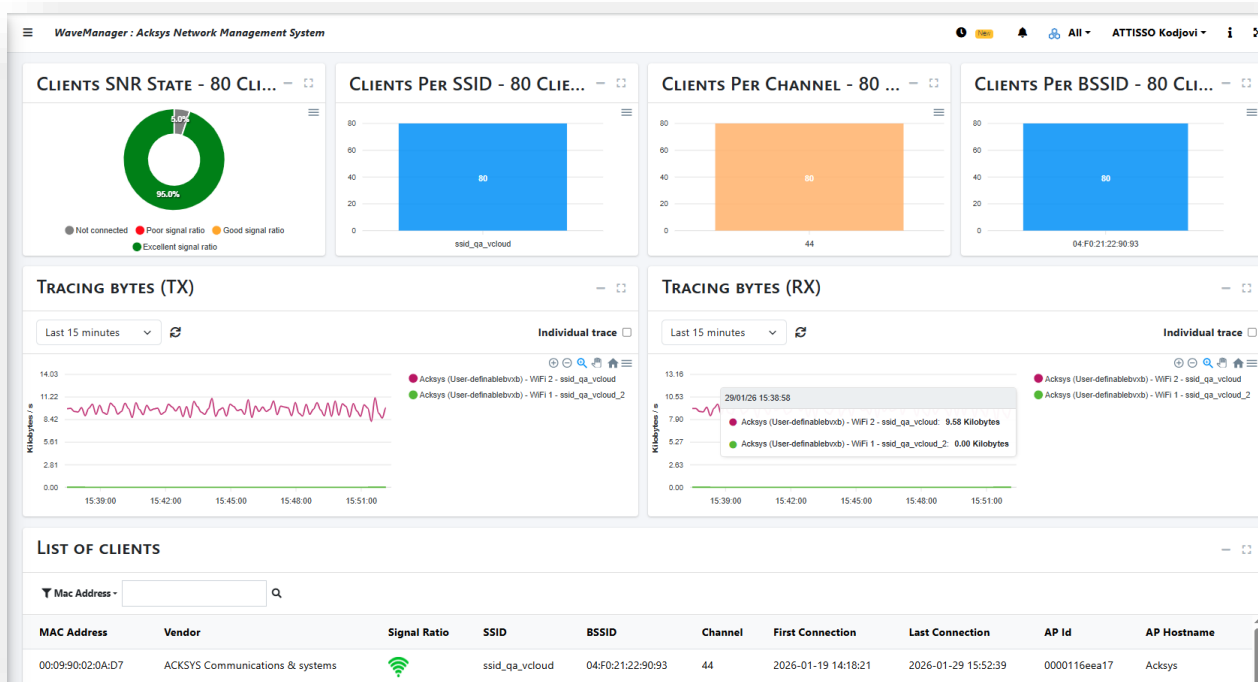 WaveManager : Acksys Network Management System
New
All
ATTISSO Kodjovi
Clients SNR State - 80 Cli...
5.0%
95.0%
Not connected
Poor signal ratio
Good signal ratio
Excellent signal ratio
Clients Per SSID - 80 Clie...
80
60
40
20
0
80
ssid_qa_vcloud
Clients Per Channel - 80 ...
80
60
40
20
0
80
44
Clients Per BSSID - 80 Cli...
80
60
40
20
0
80
04:F0:21:22:90:93
Tracing bytes (TX)
Last 15 minutes
Individual trace
Kilobytes / s
14.03
11.22
8.42
5.61
2.81
0.00
15:39:00 15:42:00 15:45:00 15:48:00 15:51:00
Acksys (User-definablebvxb) - WiFi 2 - ssid_qa_vcloud
Acksys (User-definablebvxb) - WiFi 1 - ssid_qa_vcloud_2
Tracing bytes (RX)
Last 15 minutes
Individual trace
Kilobytes / s
13.16
10.53
7.90
5.27
2.63
0.00
15:39:00 15:42:00 15:45:00 15:48:00 15:51:00
29/01/26 15:38:58
Acksys (User-definablebvxb) - WiFi 2 - ssid_qa_vcloud: 9.58 Kilobytes
Acksys (User-definablebvxb) - WiFi 1 - ssid_qa_vcloud_2: 0.00 Kilobytes
Acksys (User-definablebvxb) - WiFi 2 - ssid_qa_vcloud
Acksys (User-definablebvxb) - WiFi 1 - ssid_qa_vcloud_2
List of clients
Mac Address
MAC Address Vendor Signal Ratio SSID BSSID Channel First Connection Last Connection AP Id AP Hostname
00:09:90:02:0A:D7 ACKSYS Communications & systems ssid_qa_vcloud 04:F0:21:22:90:93 44 2026-01-19 14:18:21 2026-01-29 15:52:39 0000116eea17 Acksys